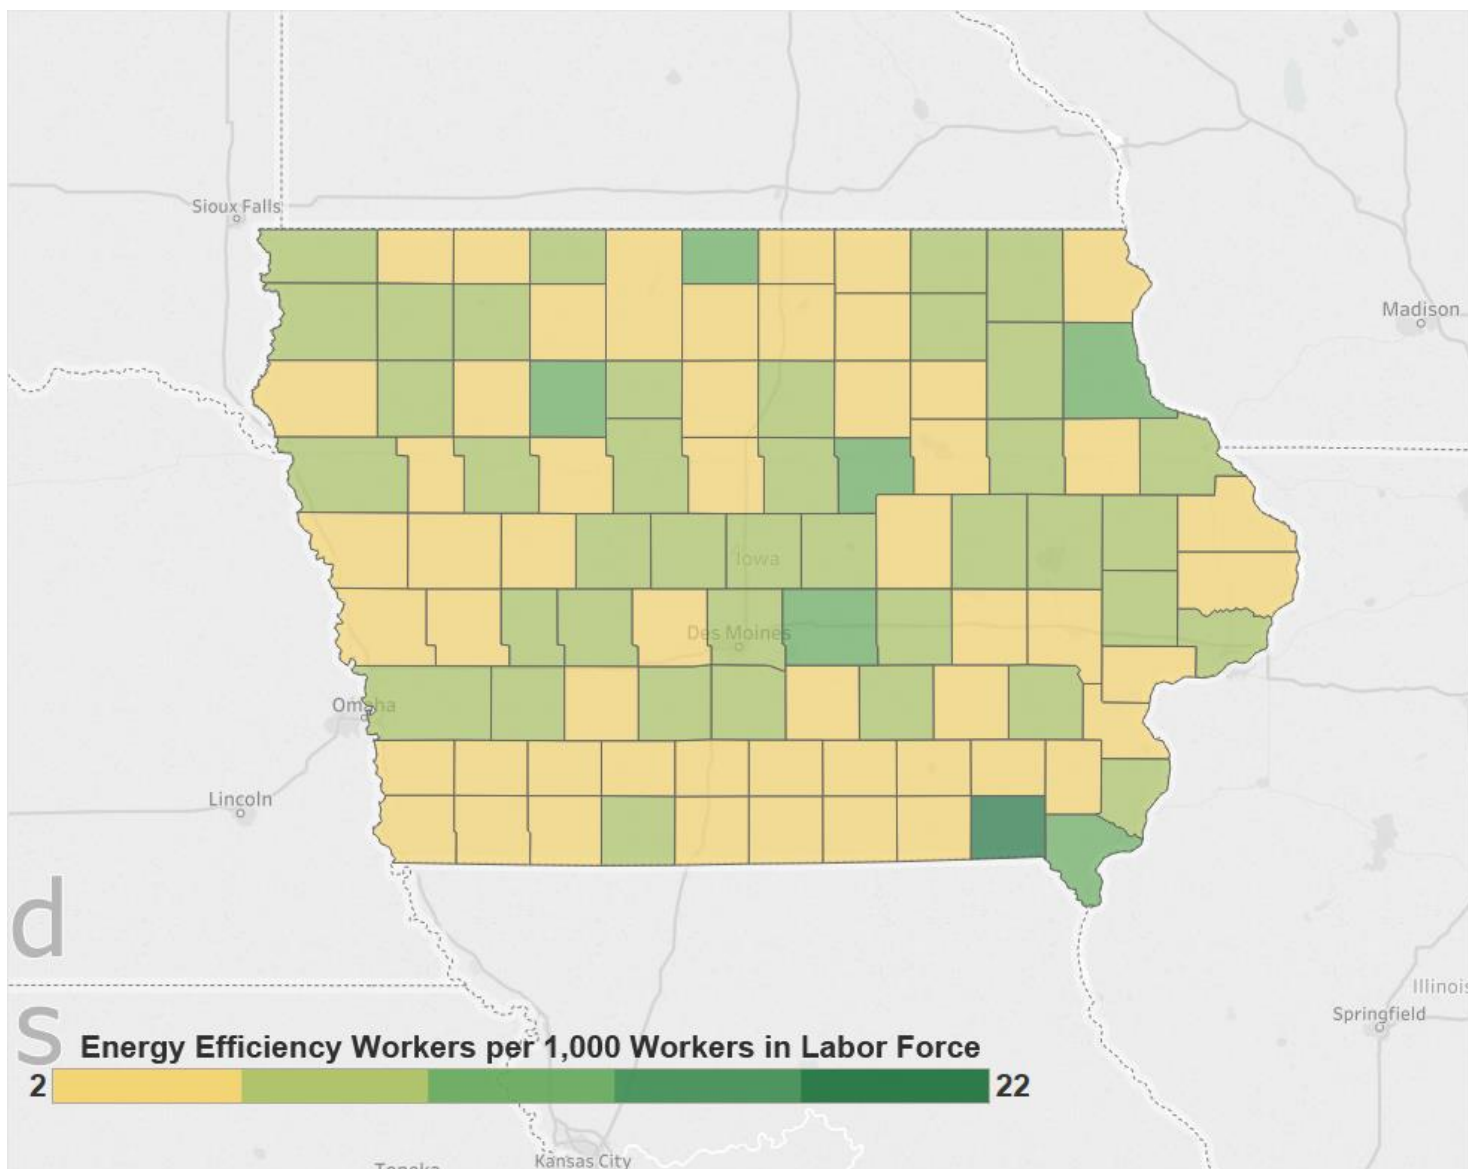 Sioux Falls
Madison
Iowa
Des Moines
Omaha
Lincoln
d
s
Illinois
Springfield
Energy Efficiency Workers per 1,000 Workers in Labor Force
2 22
Kansas City
Topeka